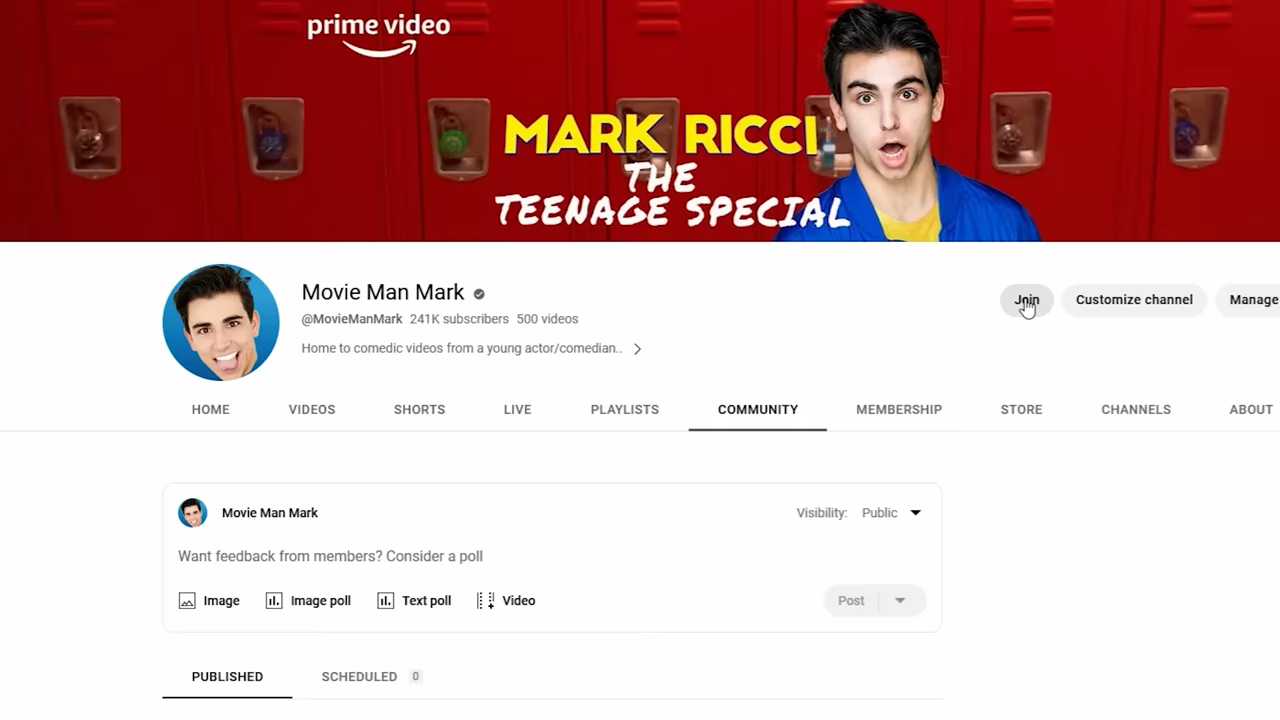 prime video
MARK RICCI
THE
TEENAGE SPECIAL
Movie Man Mark
@MovieManMark 241K subscribers 500 videos
Home to comedic videos from a young actor/comedian..
Join Customize channel Manage
HOME VIDEOS SHORTS LIVE PLAYLISTS COMMUNITY MEMBERSHIP STORE CHANNELS ABOUT
Movie Man Mark Visibility: Public
Want feedback from members? Consider a poll
Image Image poll Text poll Video Post
PUBLISHED SCHEDULED 0